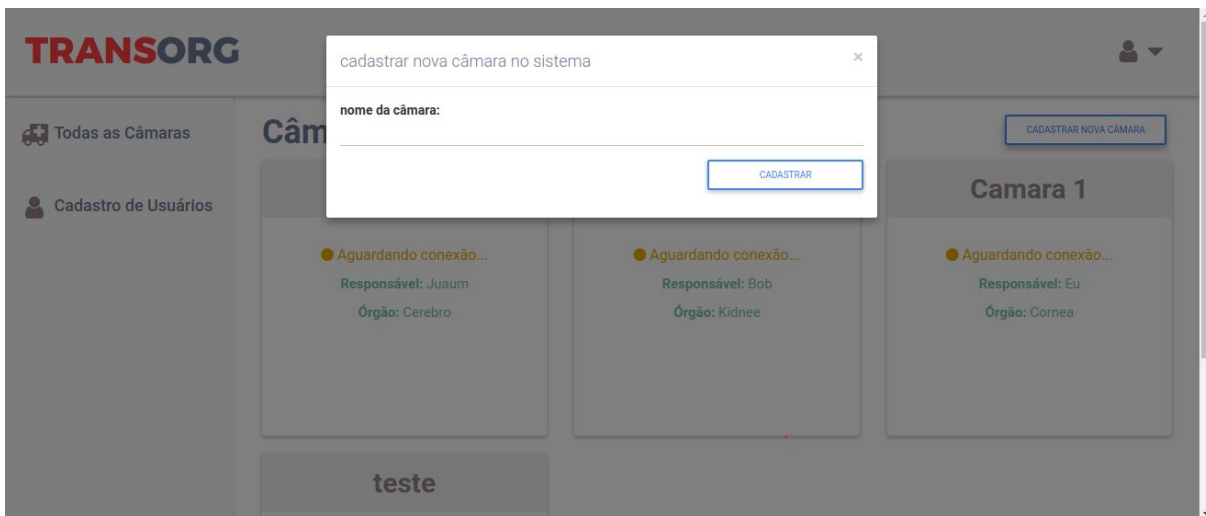 TRANSORG
cadastrar nova câmara no sistema
×
nome da câmara:
CADASTRAR
Todas as Câmaras
Cadastro de Usuários
Câm
CADASTRAR NOVA CÂMARA
Camara 1
Aguardando conexão...
Responsável: Juaum
Órgão: Cerebro
Aguardando conexão...
Responsável: Bob
Órgão: Kidnee
Aguardando conexão...
Responsável: Eu
Órgão: Cornea
teste